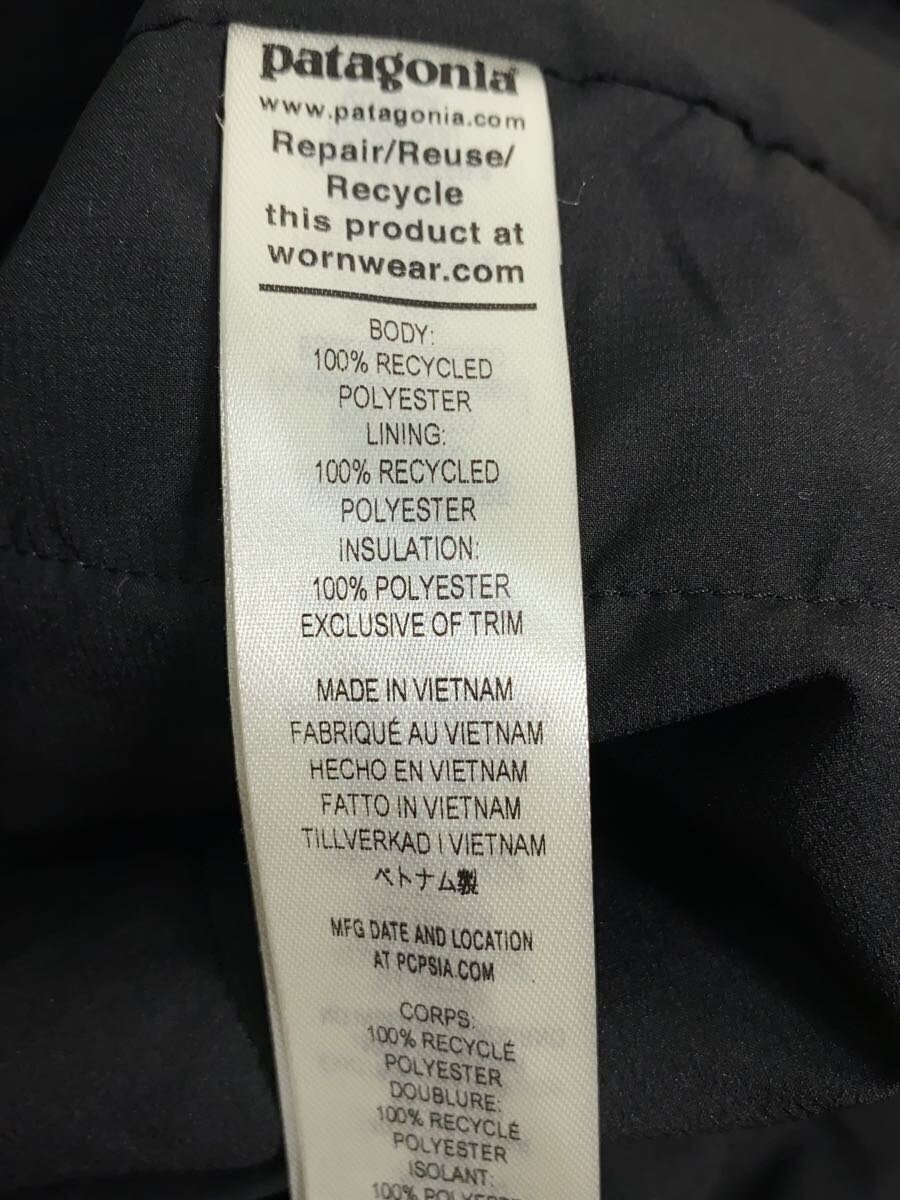 patagonia
www.patagonia.com
Repair/Reuse/
Recycle
this product at
wornwear.com
BODY:
100% RECYCLED
POLYESTER
LINING:
100% RECYCLED
POLYESTER
INSULATION:
100% POLYESTER
EXCLUSIVE OF TRIM
MADE IN VIETNAM
FABRIQUÉ AU VIETNAM
HECHO EN VIETNAM
FATTO IN VIETNAM
TILLVERKAD I VIETNAM
ベトナム製
MFG DATE AND LOCATION
AT PCPSIA.COM
CORPS:
100% RECYCLÉ
POLYESTER
DOUBLURE:
100% RECYCLÉ
POLYESTER
ISOLANT:
100%